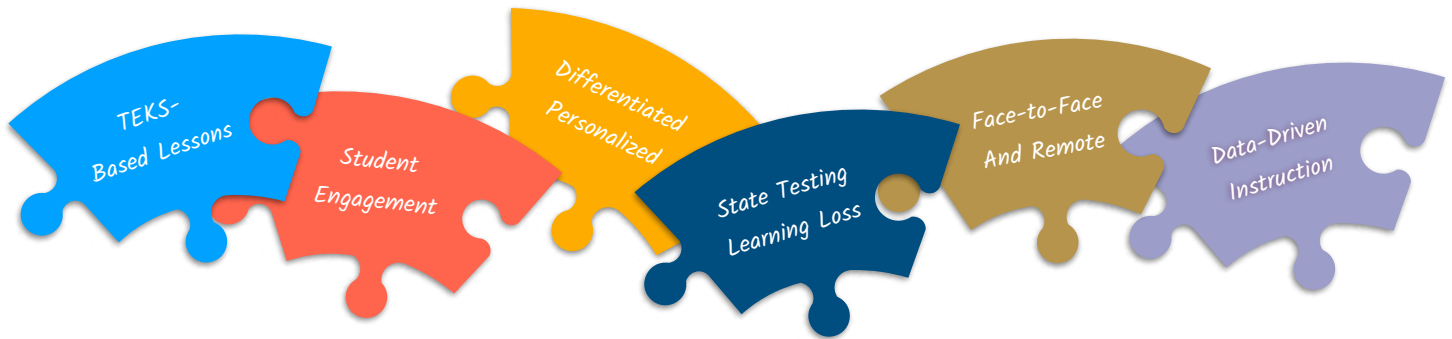 TEKS-
Based Lessons
Student
Engagement
Differentiated
Personalized
State Testing
Learning Loss
Face-to-Face
And Remote
Data-Driven
Instruction